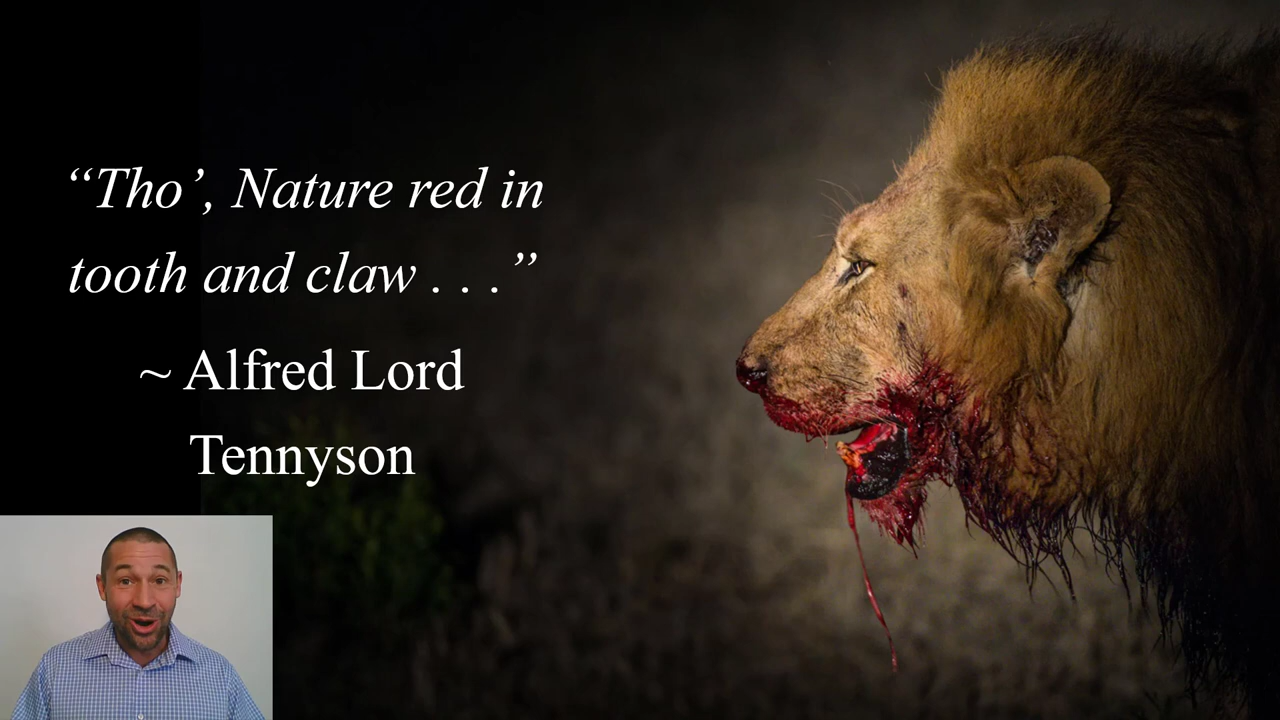 “Tho’, Nature red in
tooth and claw . . .”
~ Alfred Lord
Tennyson